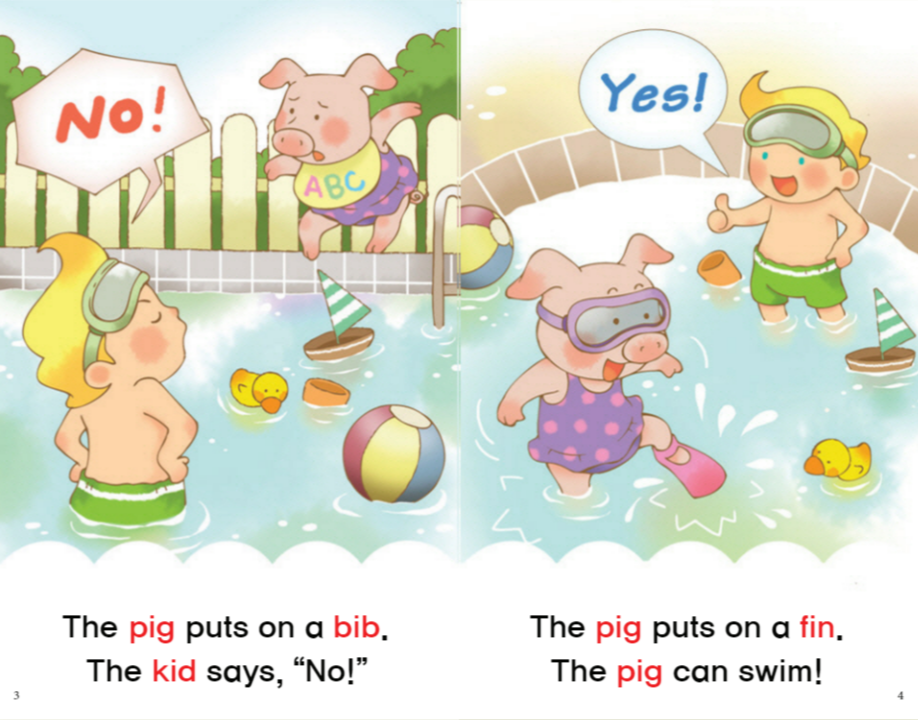 No!
ABC
The pig puts on a bib.
The kid says, “No!”
3
Yes!
The pig puts on a fin.
The pig can swim!
4